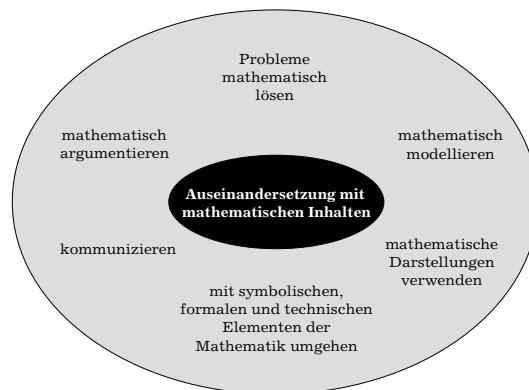 Probleme
mathematisch
lösen
mathematisch
argumentieren
mathematisch
modellieren
Auseinandersetzung mit
mathematischen Inhalten
kommunizieren
mathematische
Darstellungen
verwenden
mit symbolischen,
formalen und technischen
Elementen der
Mathematik umgehen